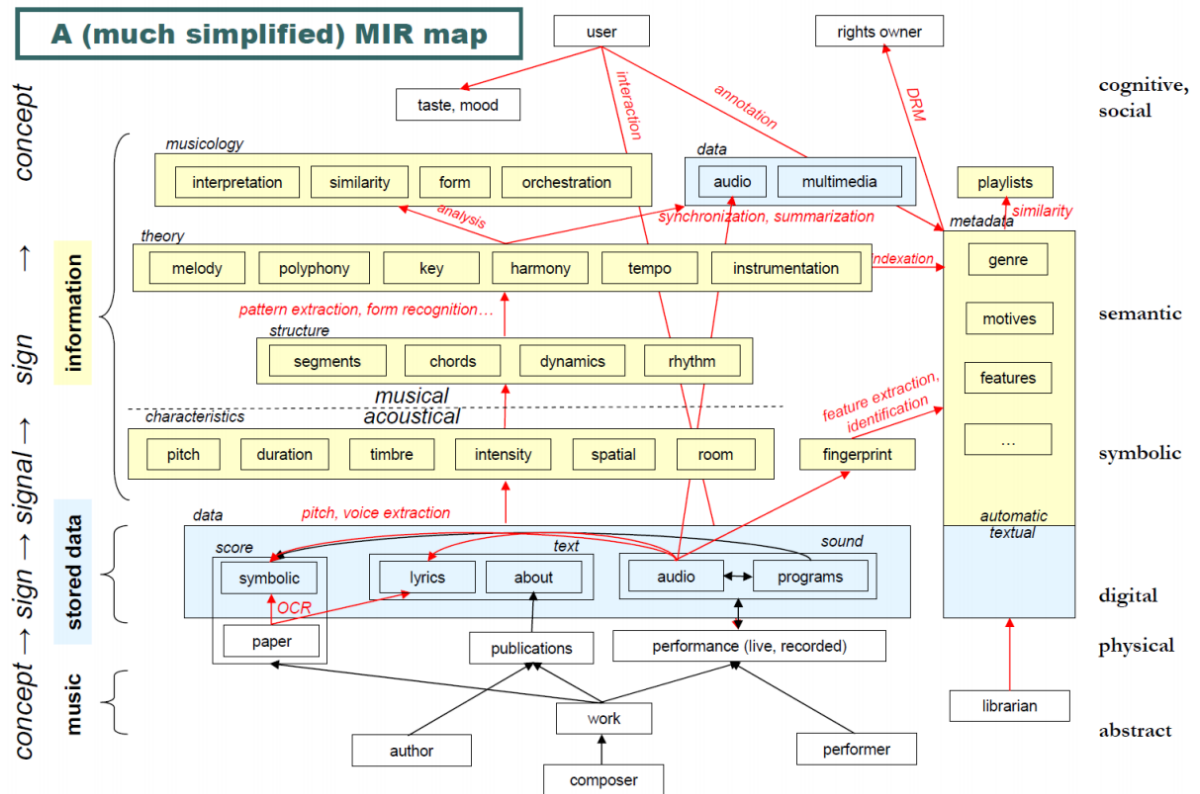 A (much simplified) MIR map
user
rights owner
cognitive,
social
taste, mood
interaction
annotation
DRM
concept → sign → signal → sign → concept
musicology
interpretation
similarity
form
orchestration
data
audio
multimedia
playlists
analysis
synchronization, summarization
similarity
metadata
theory
melody
polyphony
key
harmony
tempo
instrumentation
indexation
genre
information
pattern extraction, form recognition…
motives
semantic
structure
segments
chords
dynamics
rhythm
features
musical
acoustical
characteristics
feature extraction,
identification
…
pitch
duration
timbre
intensity
spatial
room
fingerprint
symbolic
stored data
data
pitch, voice extraction
automatic
textual
score
text
sound
symbolic
lyrics
about
audio
programs
digital
OCR
paper
publications
performance (live, recorded)
physical
music
work
librarian
abstract
author
performer
composer